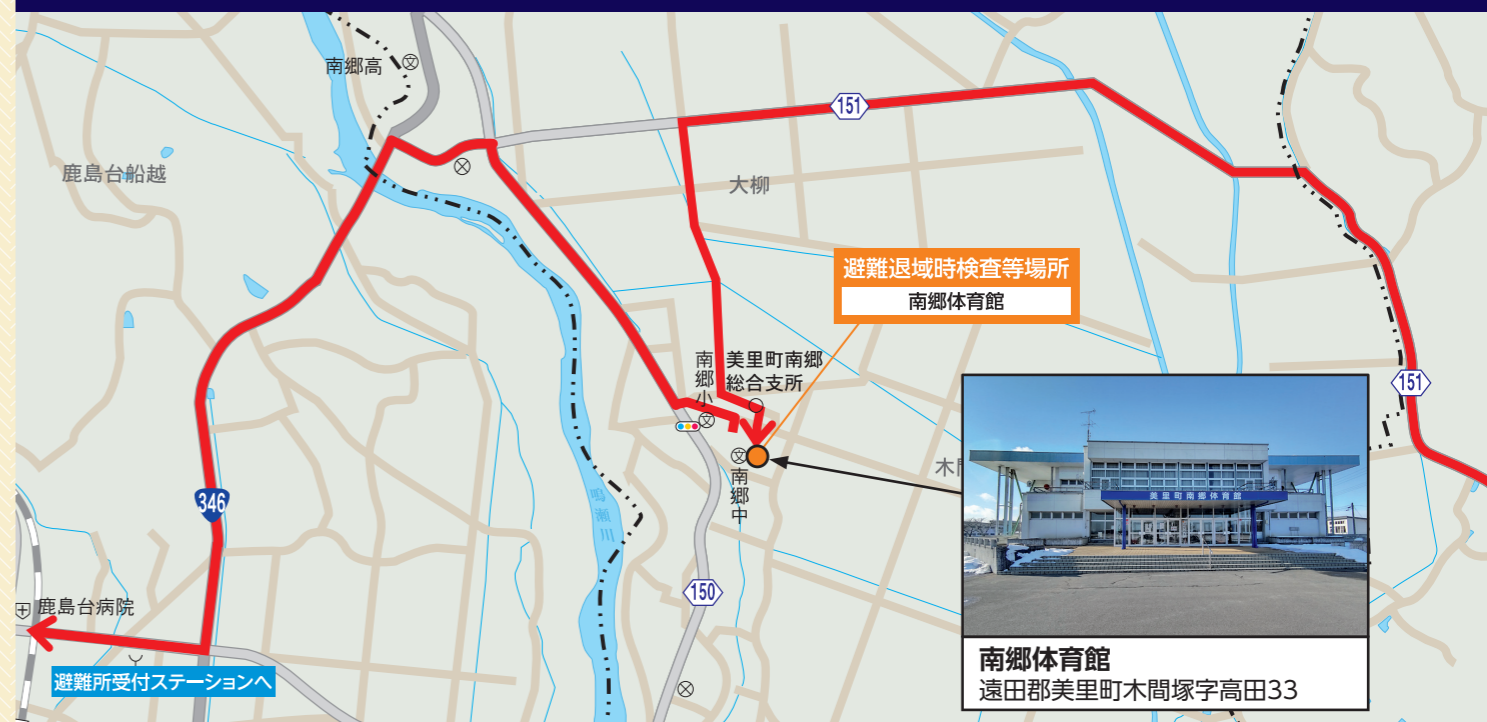 南郷高
151
鹿島台船越
大柳
避難退域時検査等場所
南郷体育館
南郷小
美里町南郷
総合支所
151
木間
346
南郷中
鳴瀬川
美里町南郷体育館
150
鹿島台病院
避難所受付ステーションへ
南郷体育館
遠田郡美里町木間塚字高田33